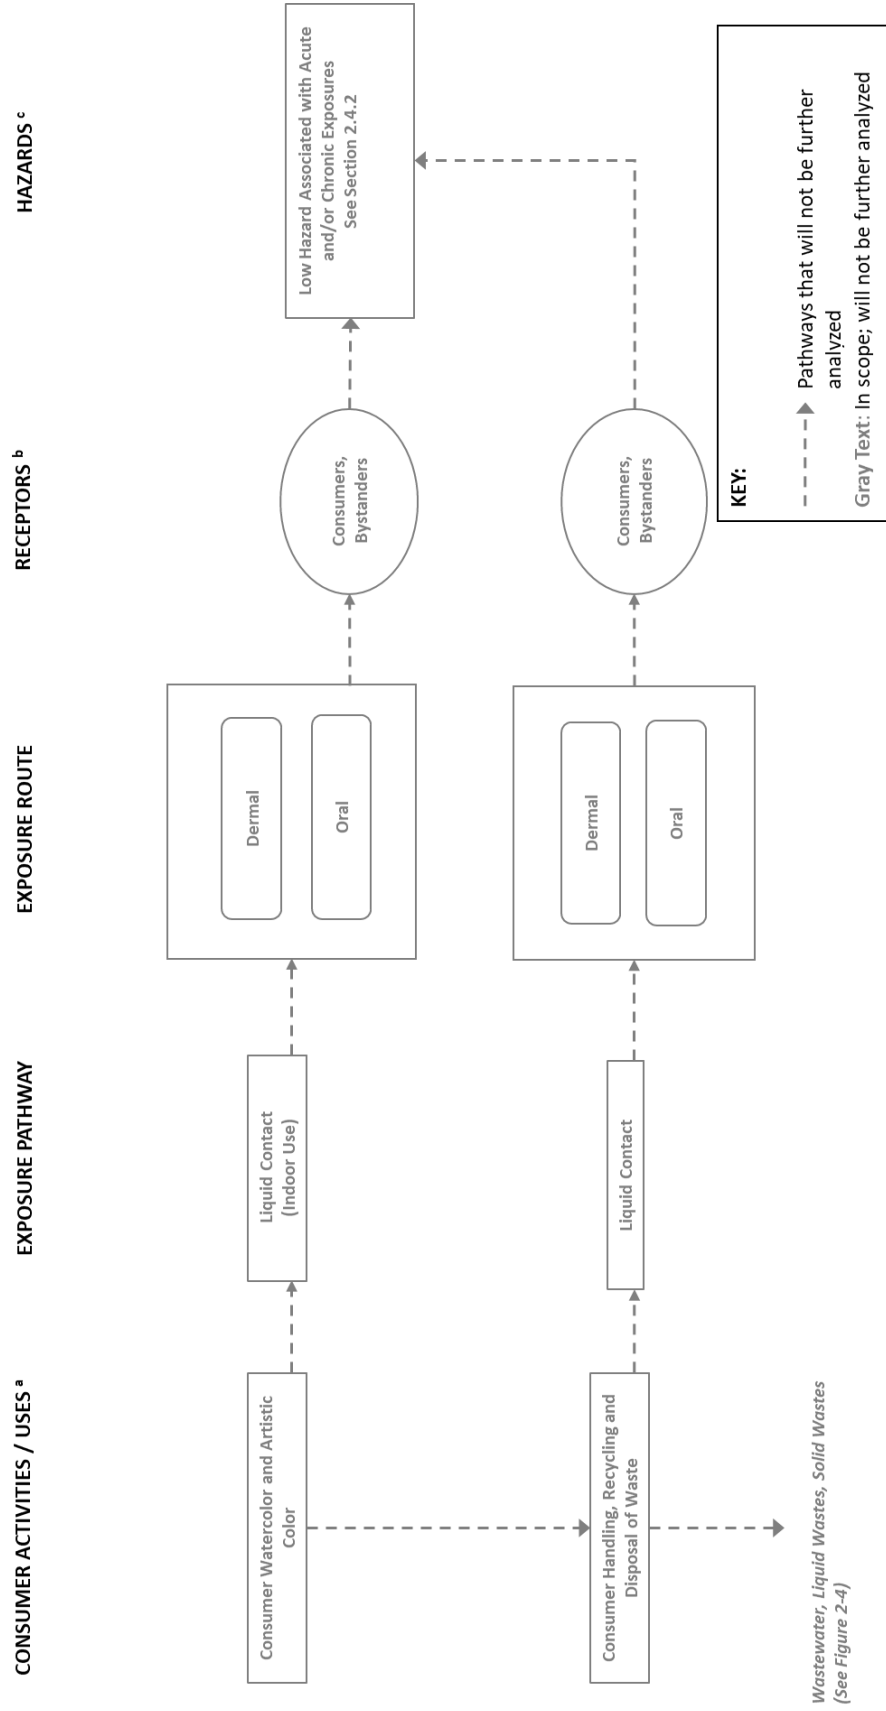 CONSUMER ACTIVITIES / USES a
EXPOSURE PATHWAY
EXPOSURE ROUTE
RECEPTORS b
HAZARDS c
Consumer Watercolor and Artistic
Color
Liquid Contact
(Indoor Use)
Dermal
Oral
Consumers,
Bystanders
Low Hazard Associated with Acute
and/or Chronic Exposures
See Section 2.4.2
Consumer Handling, Recycling and
Disposal of Waste
Liquid Contact
Dermal
Oral
Consumers,
Bystanders
Wastewater, Liquid Wastes, Solid Wastes
(See Figure 2-4)
KEY:
Pathways that will not be further
analyzed
Gray Text: In scope; will not be further analyzed